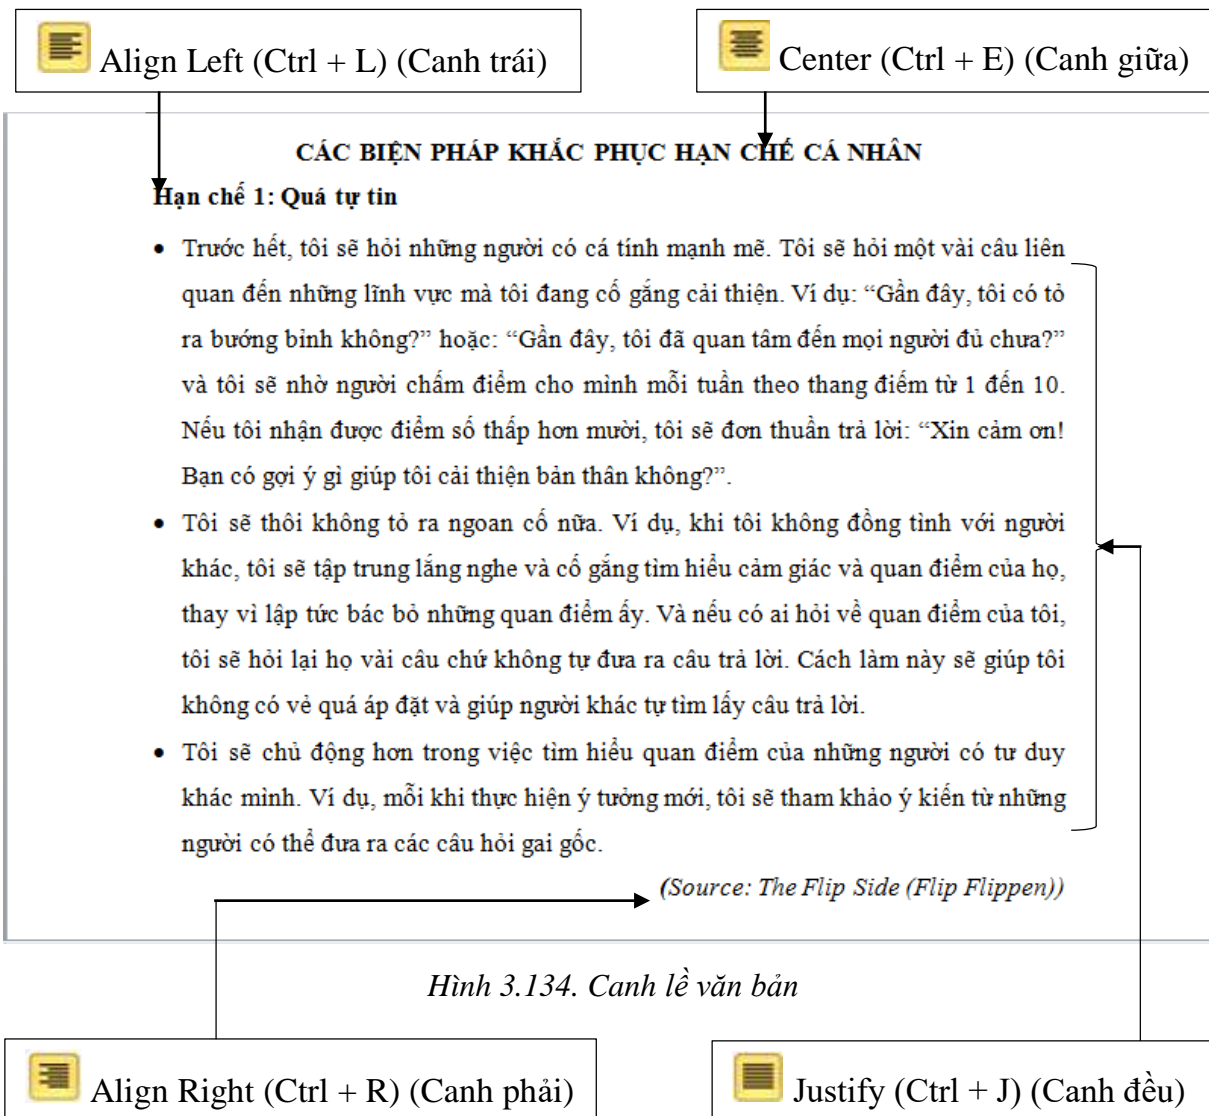 Align Left (Ctrl + L) (Canh trái)
Center (Ctrl + E) (Canh giữa)
CÁC BIỆN PHÁP KHẮC PHỤC HẠN CHẾ CÁ NHÂN
Hạn chế 1: Quá tự tin
• Trước hết, tôi sẽ hỏi những người có cá tính mạnh mẽ. Tôi sẽ hỏi một vài câu liên
quan đến những lĩnh vực mà tôi đang cố gắng cải thiện. Ví dụ: “Gần đây, tôi có tỏ
ra bướng bỉnh không?” hoặc: “Gần đây, tôi đã quan tâm đến mọi người đủ chưa?”
và tôi sẽ nhờ người chấm điểm cho mình mỗi tuần theo thang điếm từ 1 đến 10.
Nếu tôi nhận được điểm số thấp hơn mười, tôi sẽ đơn thuần trả lời: “Xin cảm ơn!
Bạn có gợi ý gì giúp tôi cải thiện bản thân không?”.
• Tôi sẽ thôi không tỏ ra ngoan cố nữa. Ví dụ, khi tôi không đồng tình với người
khác, tôi sẽ tập trung lắng nghe và cố gắng tìm hiểu cảm giác và quan điểm của họ,
thay vì lập tức bác bỏ những quan điểm ấy. Và nếu có ai hỏi về quan điểm của tôi,
tôi sẽ hỏi lại họ vài câu chứ không tự đưa ra câu trả lời. Cách làm này sẽ giúp tôi
không có vẻ quá áp đặt và giúp người khác tự tìm lấy câu trả lời.
• Tôi sẽ chủ động hơn trong việc tìm hiểu quan điểm của những người có tư duy
khác mình. Ví dụ, mỗi khi thực hiện ý tưởng mới, tôi sẽ tham khảo ý kiến từ những
người có thể đưa ra các câu hỏi gai gốc.
(Source: The Flip Side (Flip Flippen))
Hình 3.134. Canh lề văn bản
Align Right (Ctrl + R) (Canh phải)
Justify (Ctrl + J) (Canh đều)